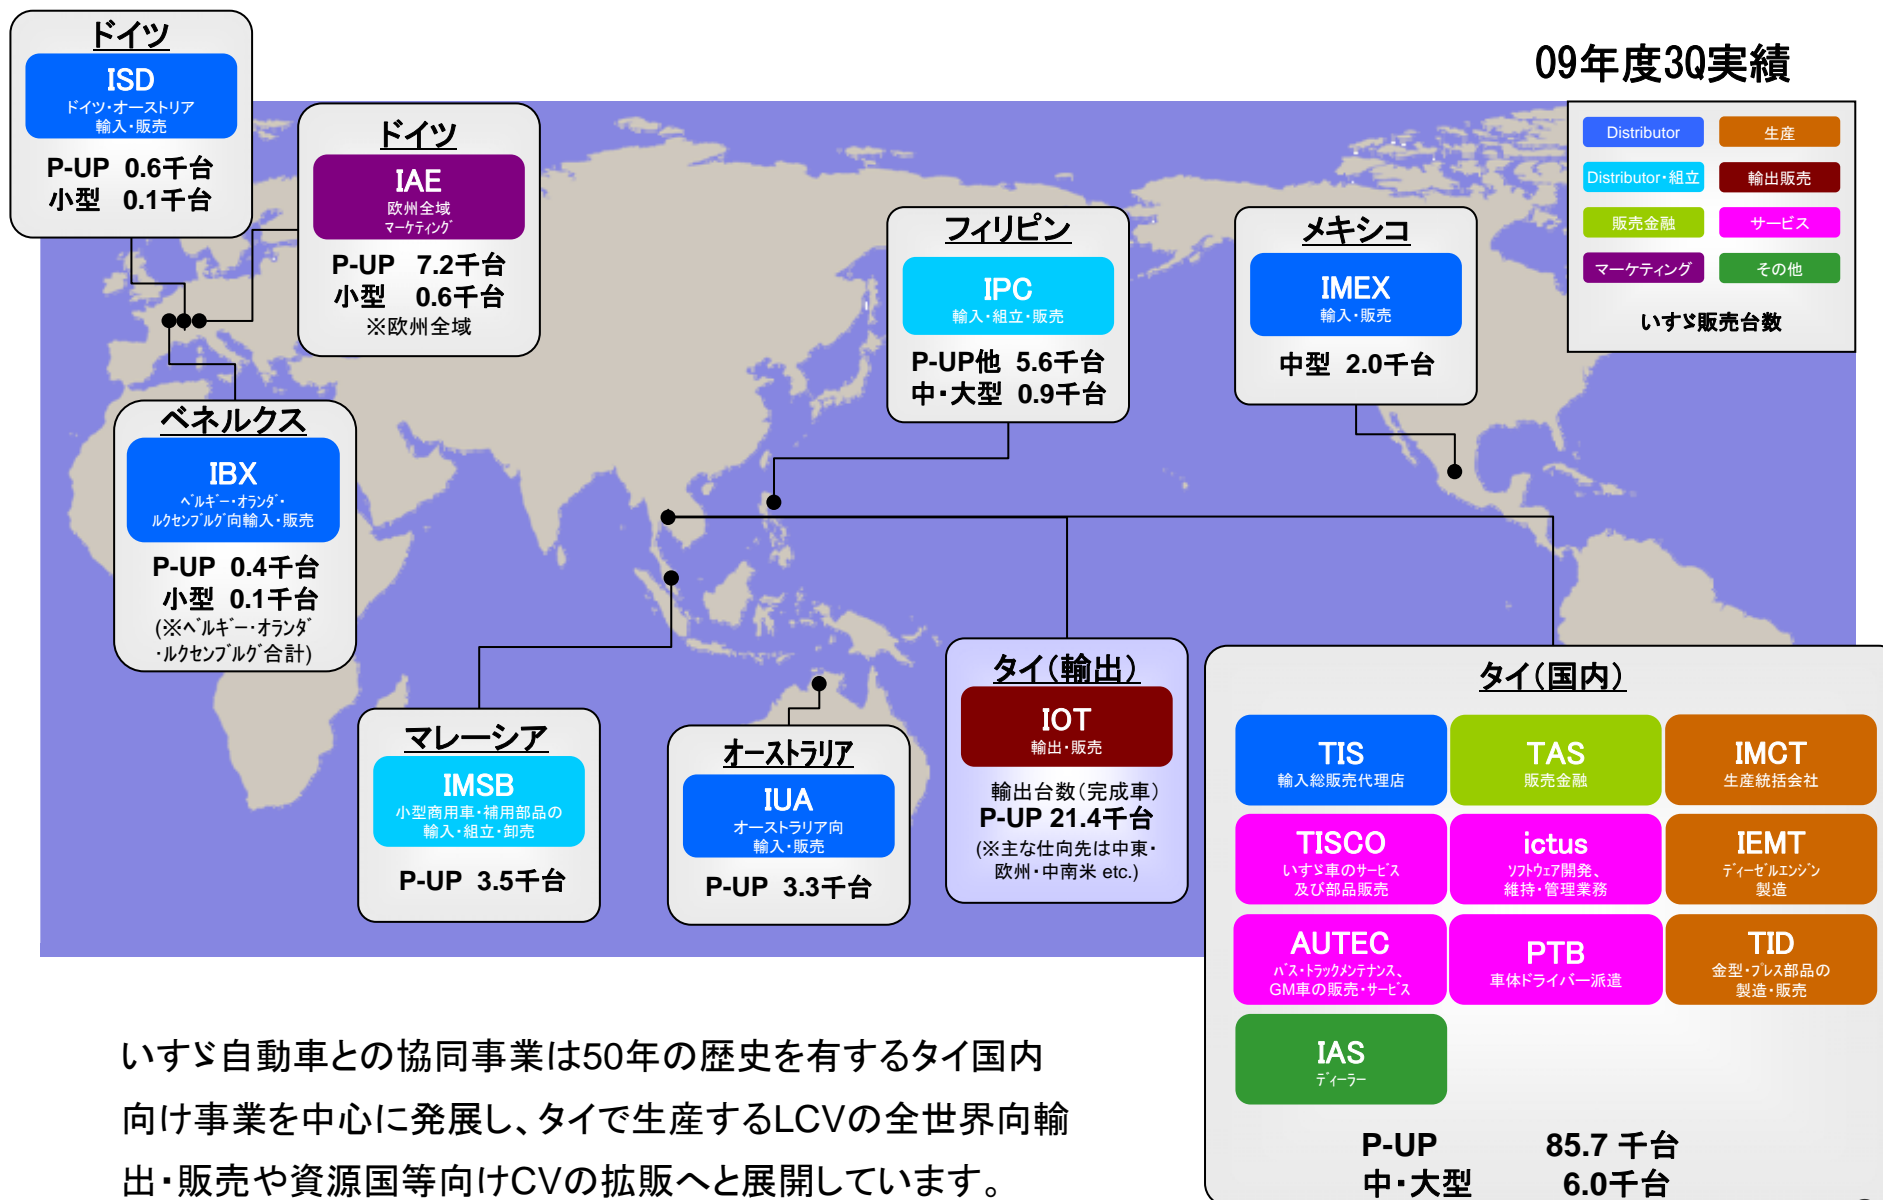 09年度3Q実績
ドイツ
ISD
ドイツ・オーストリア
輸入・販売
P-UP 0.6千台
小型 0.1千台
ドイツ
IAE
欧州全域
ﾏｰｹﾃｨﾝｸﾞ
P-UP 7.2千台
小型 0.6千台
※欧州全域
フィリピン
IPC
輸入・組立・販売
P-UP他 5.6千台
中・大型 0.9千台
メキシコ
IMEX
輸入・販売
中型 2.0千台
Distributor
生産
Distributor・組立
輸出販売
販売金融
サービス
マーケティング
その他
いすゞ販売台数
ベネルクス
IBX
ﾍﾞﾙｷﾞｰ・ｵﾗﾝﾀﾞ・
ﾙｸｾﾝﾌﾞﾙｸﾞ向輸入・販売
P-UP 0.4千台
小型 0.1千台
(※ﾍﾞﾙｷﾞｰ・ｵﾗﾝﾀﾞ
・ﾙｸｾﾝﾌﾞﾙｸﾞ合計)
マレーシア
IMSB
小型商用車・補用部品の
輸入・組立・卸売
P-UP 3.5千台
オーストラリア
IUA
オーストラリア向
輸入・販売
P-UP 3.3千台
タイ（輸出）
IOT
輸出・販売
輸出台数（完成車）
P-UP 21.4千台
(※主な仕向先は中東・
欧州・中南米 etc.)
タイ（国内）
TIS
輸入総販売代理店
TAS
販売金融
IMCT
生産統括会社
TISCO
いすゞ車のｻｰﾋﾞｽ
及び部品販売
ictus
ｿﾌﾄｳｪｱ開発、
維持・管理業務
IEMT
ﾃﾞｨｰｾﾞﾙｴﾝｼﾞﾝ
製造
AUTEC
ﾊﾞｽ・ﾄﾗｯｸﾒﾝﾃﾅﾝｽ、
GM車の販売・ｻｰﾋﾞｽ
PTB
車体ドライバー派遣
TID
金型・ﾌﾟﾚｽ部品の
製造・販売
IAS
ﾃﾞｨｰﾗｰ
P-UP 85.7 千台
中・大型 6.0千台
いすゞ自動車との協同事業は50年の歴史を有するタイ国内
向け事業を中心に発展し、タイで生産するLCVの全世界向輸
出・販売や資源国等向けCVの拡販へと展開しています。